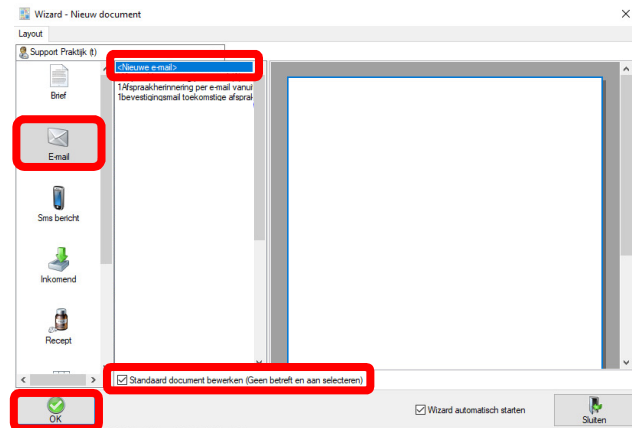 Wizard - Nieuw document
Layout
Support Praktijk (t)
Brief
E-mail
Sms bericht
Inkomend
Recept
<Nieuwe e-mail>
1Afspraakherinnering per e-mail vanui
1bevestigingsmail toekomstige afsprak
Standaard document bewerken (Geen betreft en aan selecteren)
OK
Wizard automatisch starten
Sluiten